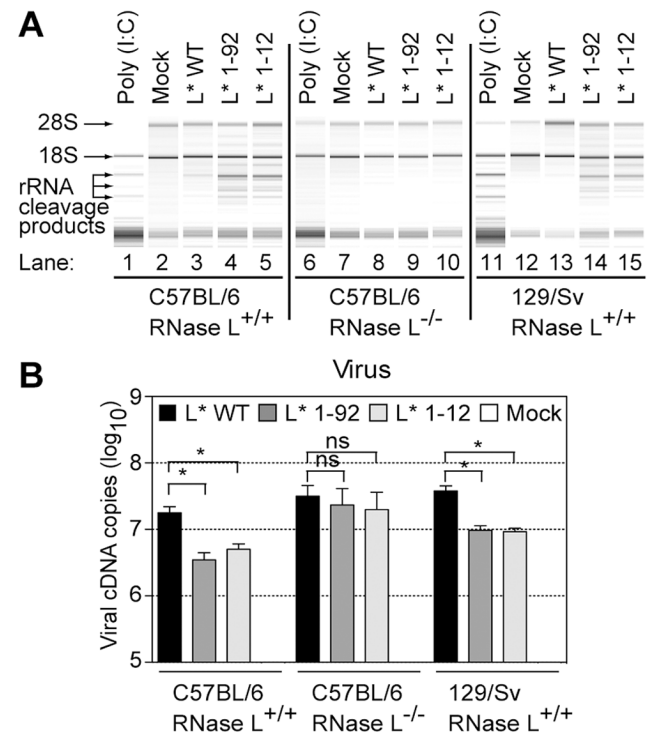 A
Poly (I:C)
Mock
L* WT
L* 1-92
L* 1-12
Poly (I:C)
Mock
L* WT
L* 1-92
L* 1-12
Poly (I:C)
Mock
L* WT
L* 1-92
L* 1-12
28S
18S
rRNA
cleavage
products
Lane: 1 2 3 4 5 6 7 8 9 10 11 12 13 14 15
C57BL/6
RNase L+/+
C57BL/6
RNase L-/-
129/Sv
RNase L+/+
B
Virus
Viral cDNA copies (log10)
9
8
7
6
5
L* WT L* 1-92 L* 1-12 Mock
*
*
ns
ns
*
*
C57BL/6
RNase L+/+
C57BL/6
RNase L-/-
129/Sv
RNase L+/+